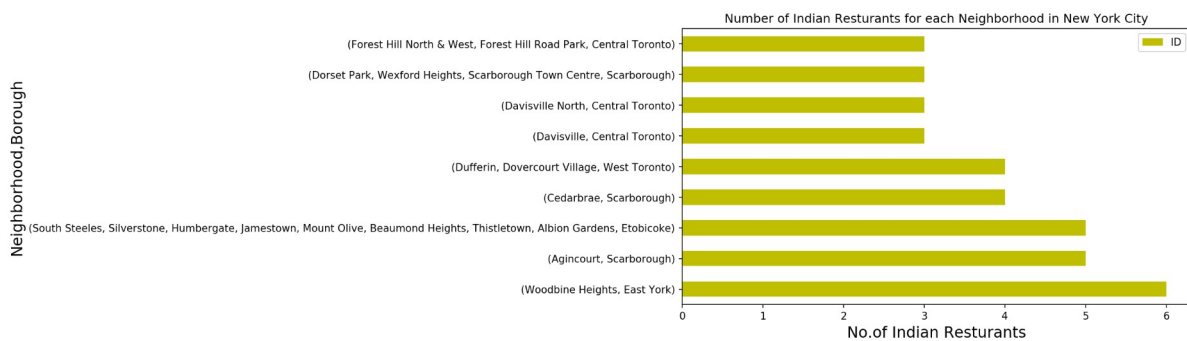 Number of Indian Resturants for each Neighborhood in New York City
ID
Neighborhood,Borough
(Forest Hill North & West, Forest Hill Road Park, Central Toronto)
(Dorset Park, Wexford Heights, Scarborough Town Centre, Scarborough)
(Davisville North, Central Toronto)
(Davisville, Central Toronto)
(Dufferin, Dovercourt Village, West Toronto)
(Cedarbrae, Scarborough)
(South Steeles, Silverstone, Humbergate, Jamestown, Mount Olive, Beaumond Heights, Thistletown, Albion Gardens, Etobicoke)
(Agincourt, Scarborough)
(Woodbine Heights, East York)
0 1 2 3 4 5 6
No.of Indian Resturants